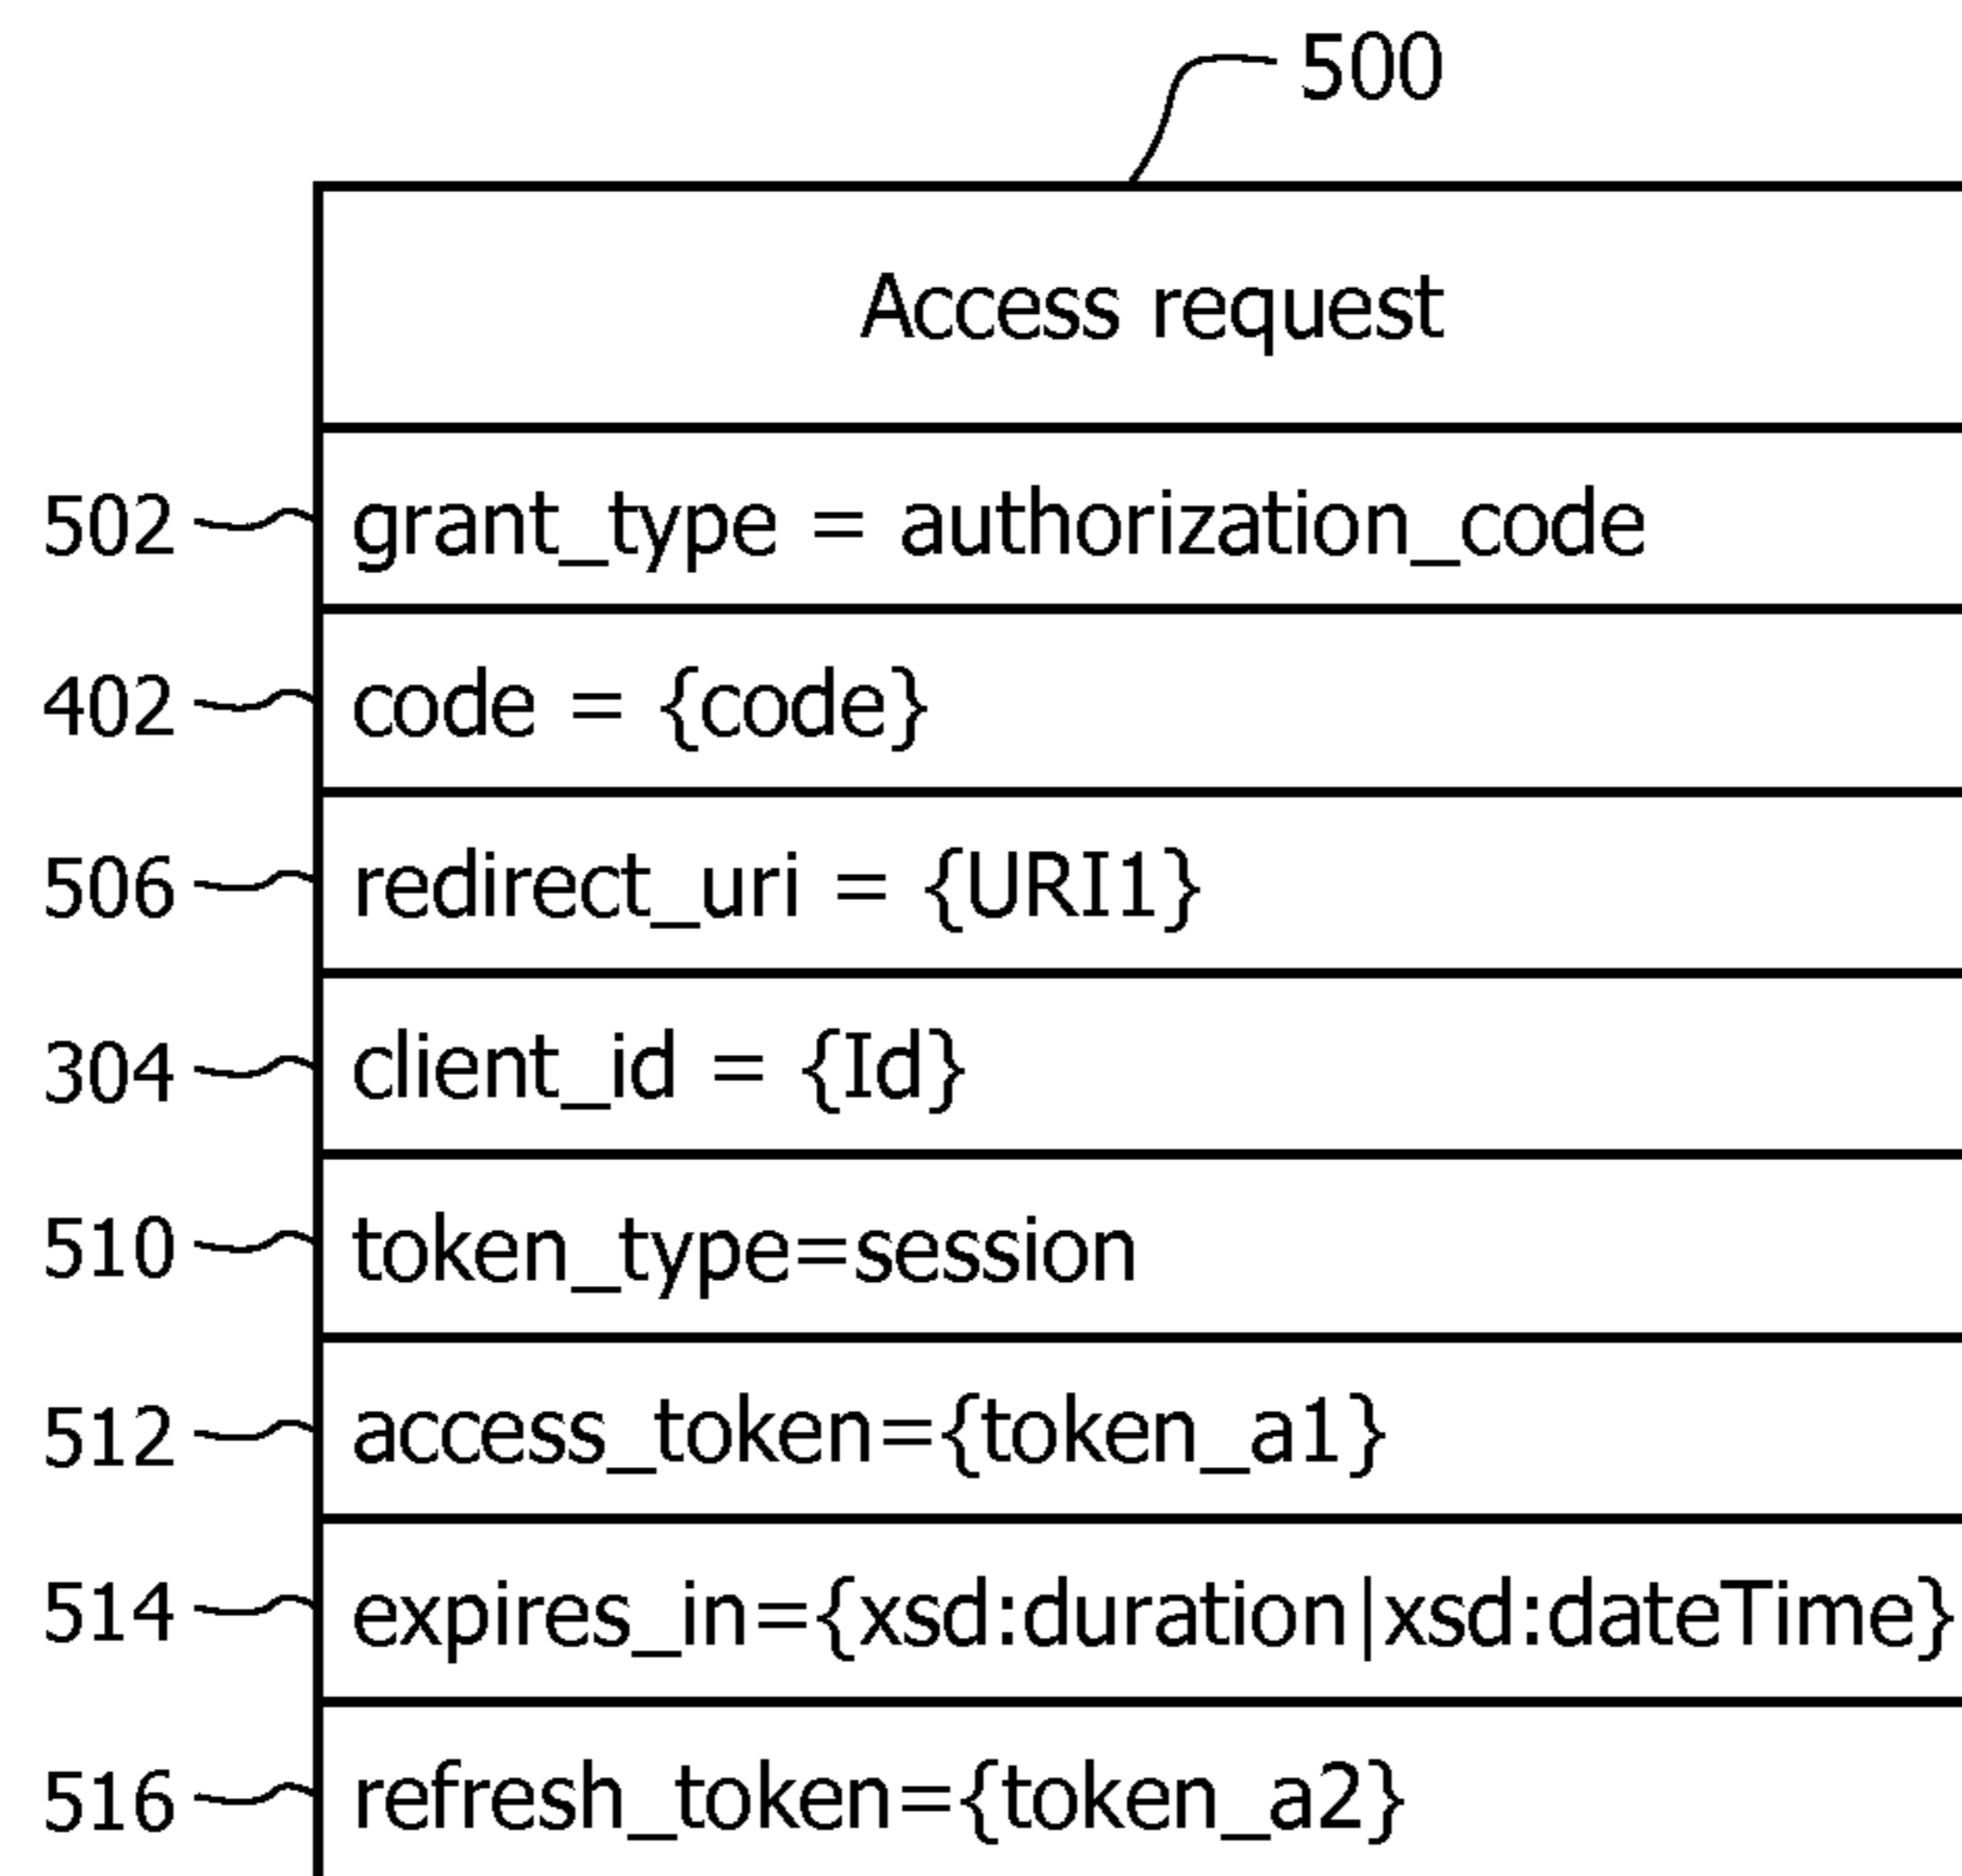 500
Access request
502 grant_type = authorization_code
402 code = {code}
506 redirect_uri = {URI1}
304 client_id = {Id}
510 token_type=session
512 access_token={token_a1}
514 expires_in={xsd:duration|xsd:dateTime}
516 refresh_token={token_a2}